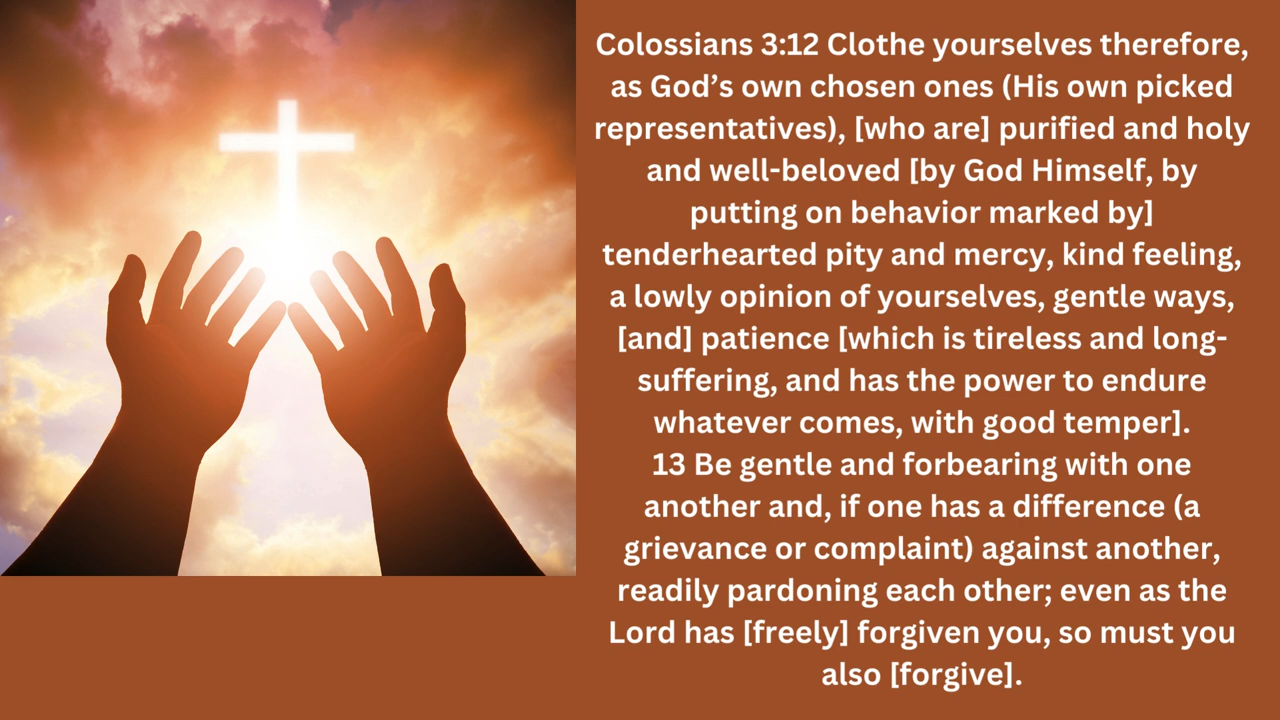 Colossians 3:12 Clothe yourselves therefore,
as God’s own chosen ones (His own picked
representatives), [who are] purified and holy
and well-beloved [by God Himself, by
putting on behavior marked by]
tenderhearted pity and mercy, kind feeling,
a lowly opinion of yourselves, gentle ways,
[and] patience [which is tireless and long-
suffering, and has the power to endure
whatever comes, with good temper].
13 Be gentle and forbearing with one
another and, if one has a difference (a
grievance or complaint) against another,
readily pardoning each other; even as the
Lord has [freely] forgiven you, so must you
also [forgive].